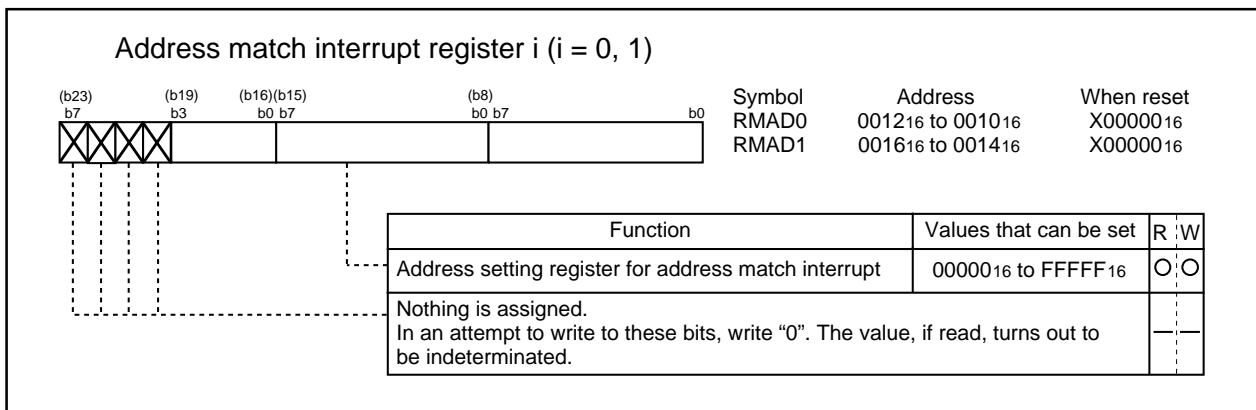 Address match interrupt register i (i = 0, 1)
(b23) (b19) (b16)(b15) (b8)
b7 b3 b0 b7 b0 b7 b0
Symbol Address When reset
RMAD0 001216 to 001016 X0000016
RMAD1 001616 to 001416 X0000016
Function Values that can be set R W
Address setting register for address match interrupt 0000016 to FFFFF16 O O
Nothing is assigned.
In an attempt to write to these bits, write “0”. The value, if read, turns out to
be indeterminated.
— —